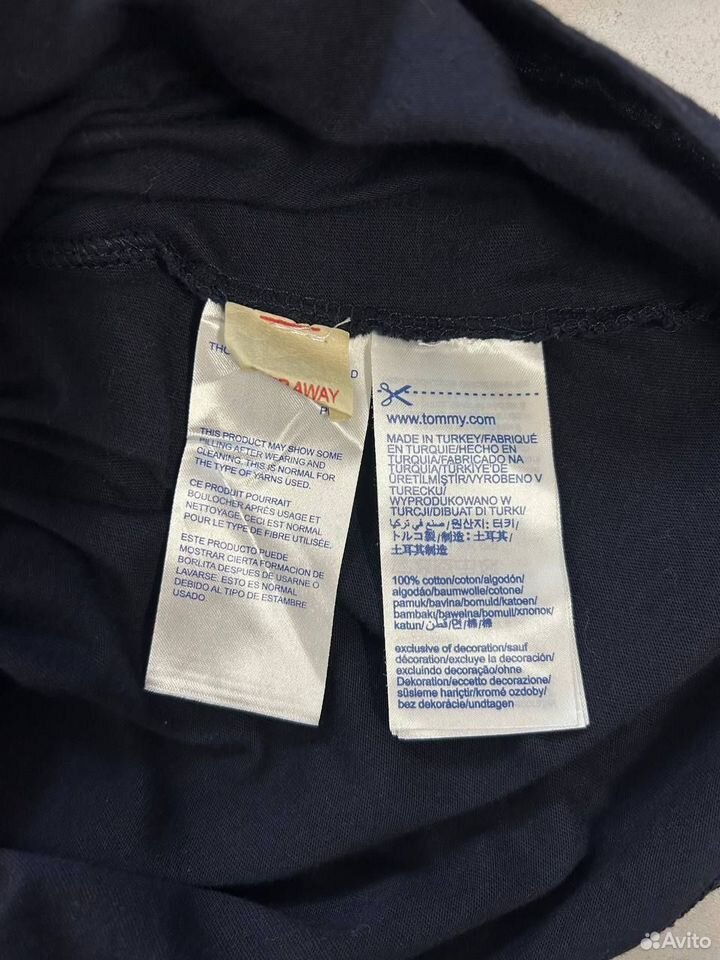 THIS PRODUCT MAY SHOW SOME
PILLING AFTER WEARING AND
CLEANING. THIS IS NORMAL FOR
THE TYPE OF YARNS USED.
CE PRODUIT POURRAIT
BOULOCHER APRÈS USAGE ET
NETTOYAGE. CECI EST NORMAL
POUR LE TYPE DE FIBRE UTILISÉE.
ESTE PRODUCTO PUEDE
MOSTRAR CIERTA FORMACION DE
BORLITA DESPUES DE USARNE O
LAVARSE. ESTO ES NORMAL
DEBIDO AL TIPO DE ESTAMBRE
USADO.
AWAY
www.tommy.com
MADE IN TURKEY/FABRIQUÉ
EN TURQUIE/HECHO EN
TURQUIA/FABRICADO NA
TURQUIA/TÜRKIYE'DE
ÜRETILMIŞTIR/VYROBENO V
TURECKU/
WYPRODUKOWANO W
TURCJI/DIBUAT DI TURKI/
صنع في تركيا/원산지: 터키/
トルコ製/制造: 土耳其/
土耳其制造
100% cotton/coton/algodón/
algodão/baumwolle/cotone/
pamuk/bavlna/bomuld/katoen/
bambaki/bawełna/bomull/хлопок/
katun/قطن/면/棉/棉
exclusive of decoration/sauf
décoration/excluye la decoración/
excluindo decoração/ohne
Dekoration/eccetto decorazione/
süsleme hariçtir/kromě ozdoby/
bez dekorácie/undtagen
Avito